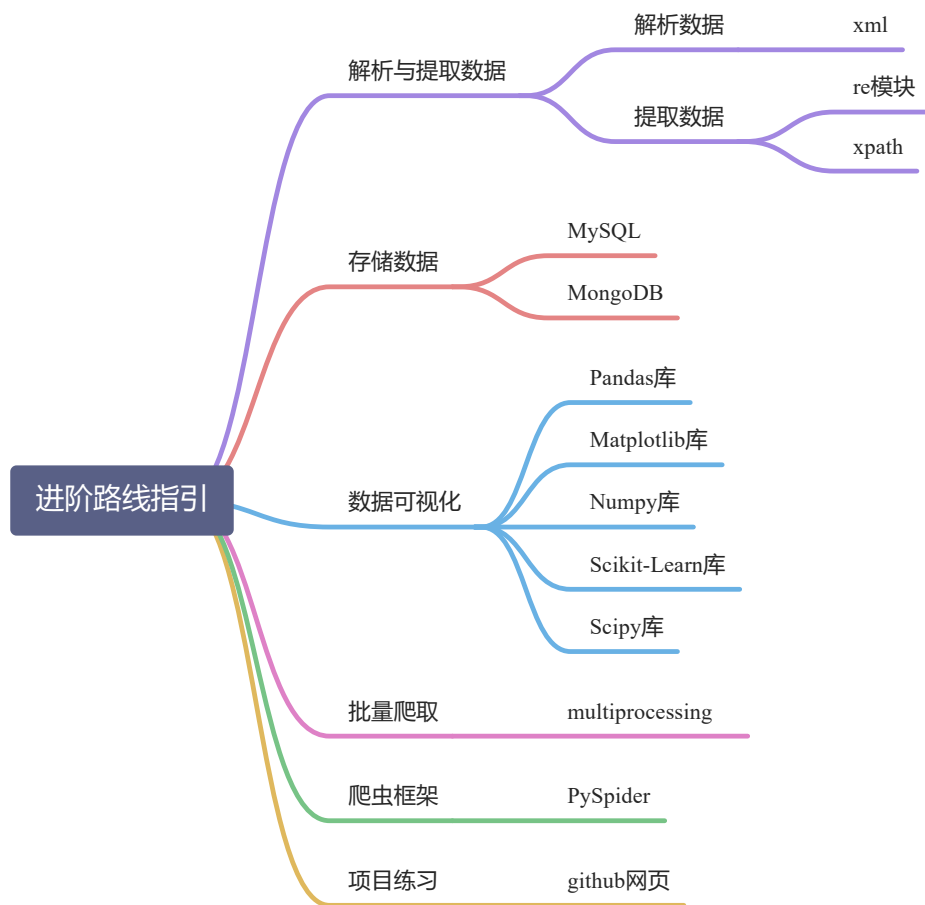 进阶路线指引
解析与提取数据
解析数据
xml
提取数据
re模块
xpath
存储数据
MySQL
MongoDB
数据可视化
Pandas库
Matplotlib库
Numpy库
Scikit-Learn库
Scipy库
批量爬取
multiprocessing
爬虫框架
PySpider
项目练习
github网页